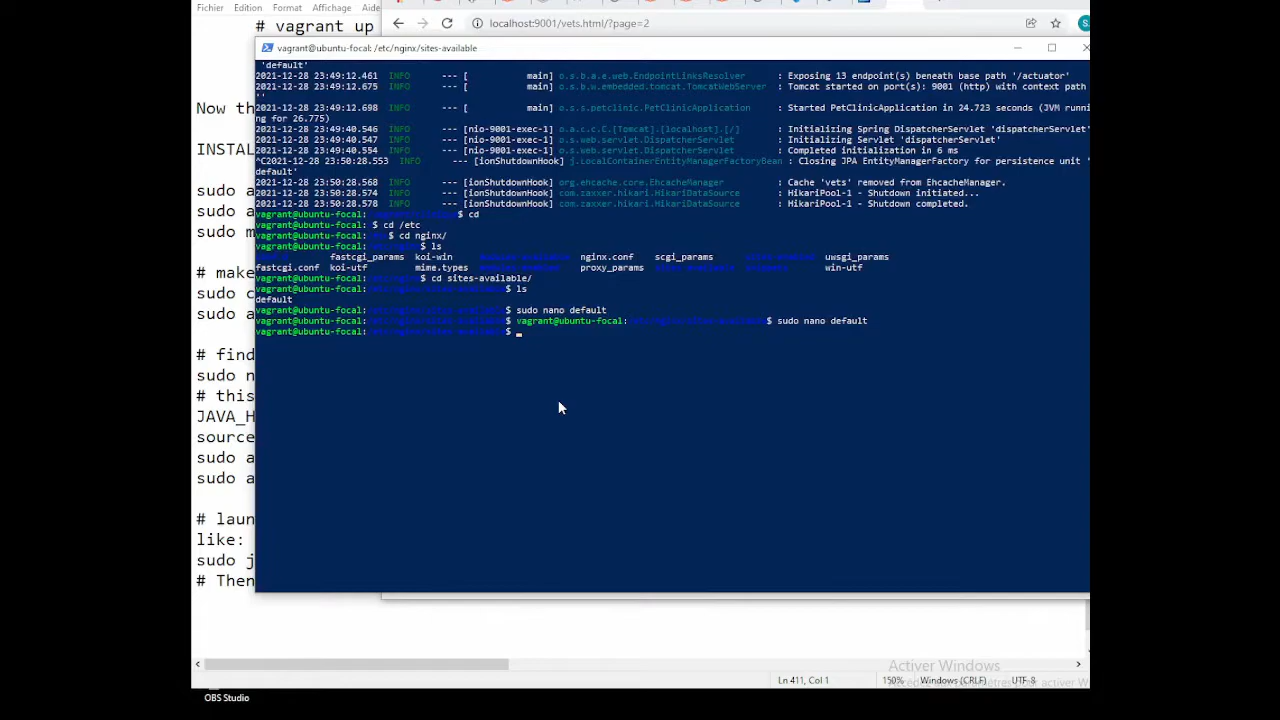 Fichier Edition Format Affichage Aide
# vagrant up
localhost:9001/vets.html/?page=2
vagrant@ubuntu-focal: /etc/nginx/sites-available
'default'
2021-12-28 23:49:12.461 INFO --- [ main] o.s.b.a.e.web.EndpointLinksResolver : Exposing 13 endpoint(s) beneath base path '/actuator'
2021-12-28 23:49:12.675 INFO --- [ main] o.s.b.w.embedded.tomcat.TomcatWebServer : Tomcat started on port(s): 9001 (http) with context path
''
2021-12-28 23:49:12.698 INFO --- [ main] o.s.s.petclinic.PetClinicApplication : Started PetClinicApplication in 24.723 seconds (JVM runni
ng for 26.775)
2021-12-28 23:49:40.546 INFO --- [nio-9001-exec-1] o.a.c.c.C.[Tomcat].[localhost].[/] : Initializing Spring DispatcherServlet 'dispatcherServlet'
2021-12-28 23:49:40.547 INFO --- [nio-9001-exec-1] o.s.web.servlet.DispatcherServlet : Initializing Servlet 'dispatcherServlet'
2021-12-28 23:49:40.554 INFO --- [nio-9001-exec-1] o.s.web.servlet.DispatcherServlet : Completed initialization in 6 ms
^C2021-12-28 23:50:28.553 INFO --- [ionShutdownHook] j.LocalContainerEntityManagerFactoryBean : Closing JPA EntityManagerFactory for persistence unit '
default'
2021-12-28 23:50:28.568 INFO --- [ionShutdownHook] org.ehcache.core.EhcacheManager : Cache 'vets' removed from EhcacheManager.
2021-12-28 23:50:28.574 INFO --- [ionShutdownHook] com.zaxxer.hikari.HikariDataSource : HikariPool-1 - Shutdown initiated...
2021-12-28 23:50:28.578 INFO --- [ionShutdownHook] com.zaxxer.hikari.HikariDataSource : HikariPool-1 - Shutdown completed.
vagrant@ubuntu-focal: $ cd
vagrant@ubuntu-focal: $ cd /etc
vagrant@ubuntu-focal: $ cd nginx/
vagrant@ubuntu-focal: $ ls
fastcgi_params koi-win nginx.conf scgi_params uwsgi_params
fastcgi.conf koi-utf mime.types proxy_params win-utf
vagrant@ubuntu-focal: $ cd sites-available/
vagrant@ubuntu-focal: $ ls
default
vagrant@ubuntu-focal: $ sudo nano default
vagrant@ubuntu-focal: $ vagrant@ubuntu-focal: $ sudo nano default
vagrant@ubuntu-focal: $
Now th
INSTAL
sudo a
sudo a
sudo m
# make
sudo c
sudo a
# find
sudo n
# this
JAVA_H
source
sudo a
sudo a
# laun
like:
sudo j
# Then
Activer Windows
Ln 411, Col 1 150% Windows (CRLF) UTF-8
OBS Studio